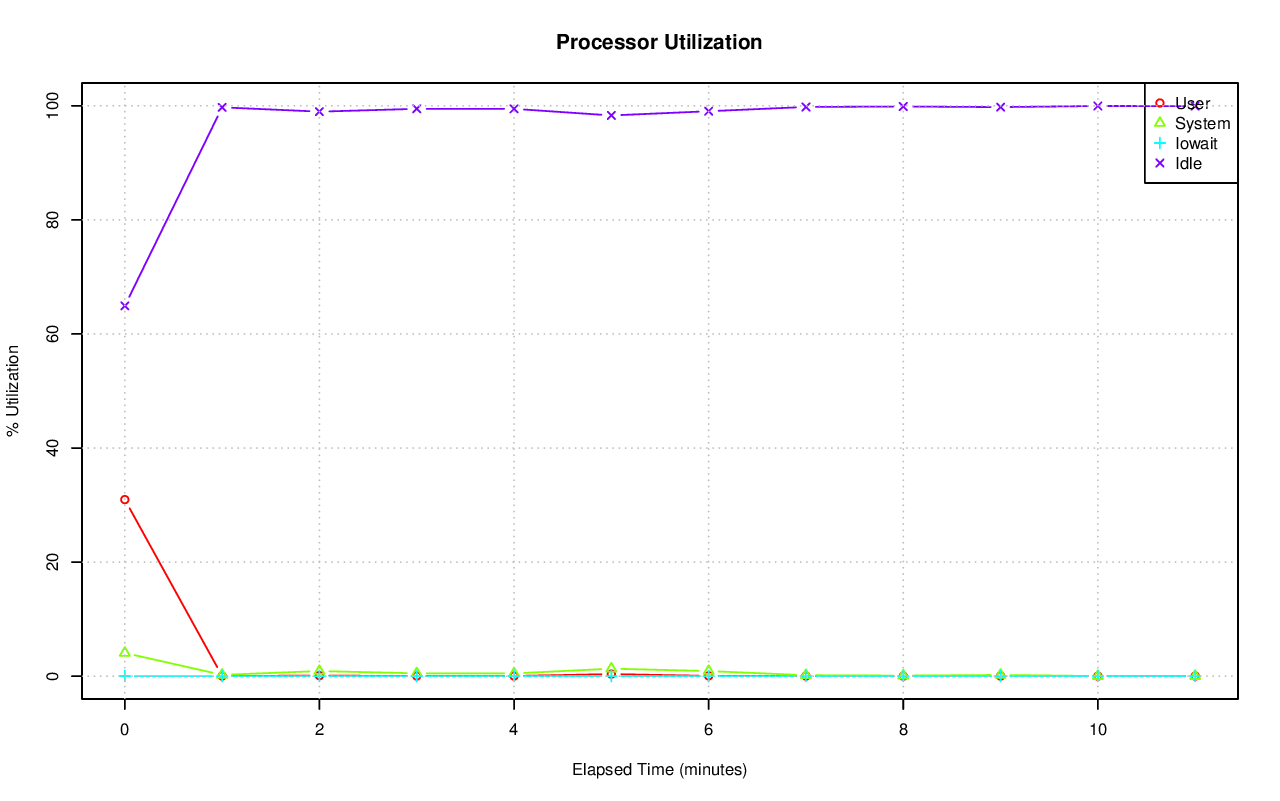 Processor Utilization
100
80
60
40
20
0
% Utilization
User
System
Iowait
Idle
0 2 4 6 8 10
Elapsed Time (minutes)